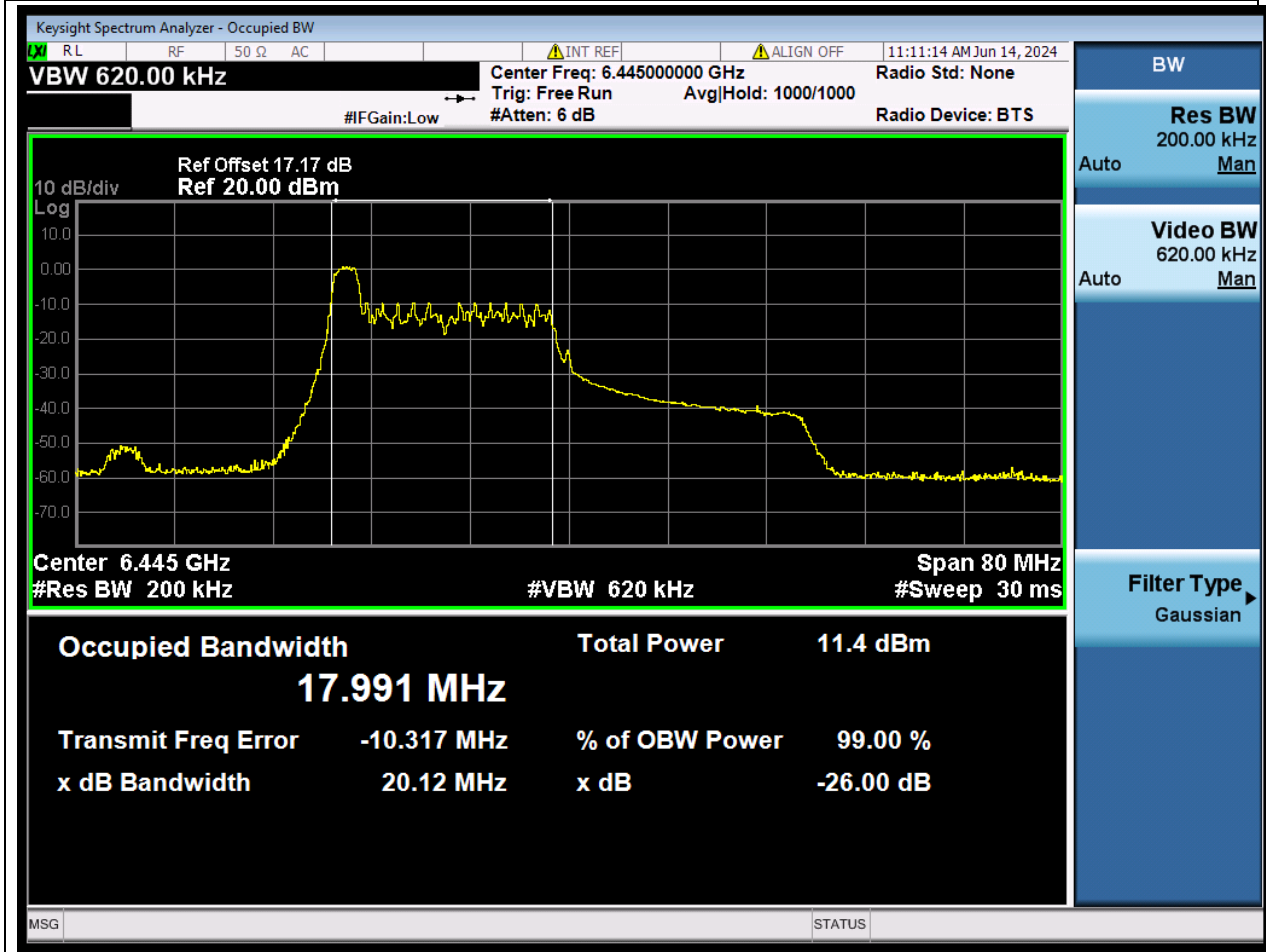 Keysight Spectrum Analyzer - Occupied BW
LXI RL RF 50 Ω AC INT REF ALIGN OFF 11:11:14 AM Jun 14, 2024
VBW 620.00 kHz
Center Freq: 6.445000000 GHz Radio Std: None
Trig: Free Run Avg|Hold: 1000/1000
#IFGain:Low #Atten: 6 dB Radio Device: BTS
Ref Offset 17.17 dB
10 dB/div Ref 20.00 dBm
Log
10.0
0.00
-10.0
-20.0
-30.0
-40.0
-50.0
-60.0
-70.0
Center 6.445 GHz Span 80 MHz
#Res BW 200 kHz #VBW 620 kHz #Sweep 30 ms
Occupied Bandwidth Total Power 11.4 dBm
17.991 MHz
Transmit Freq Error -10.317 MHz % of OBW Power 99.00 %
x dB Bandwidth 20.12 MHz x dB -26.00 dB
MSG STATUS
BW
Res BW
200.00 kHz
Auto Man
Video BW
620.00 kHz
Auto Man
Filter Type
Gaussian